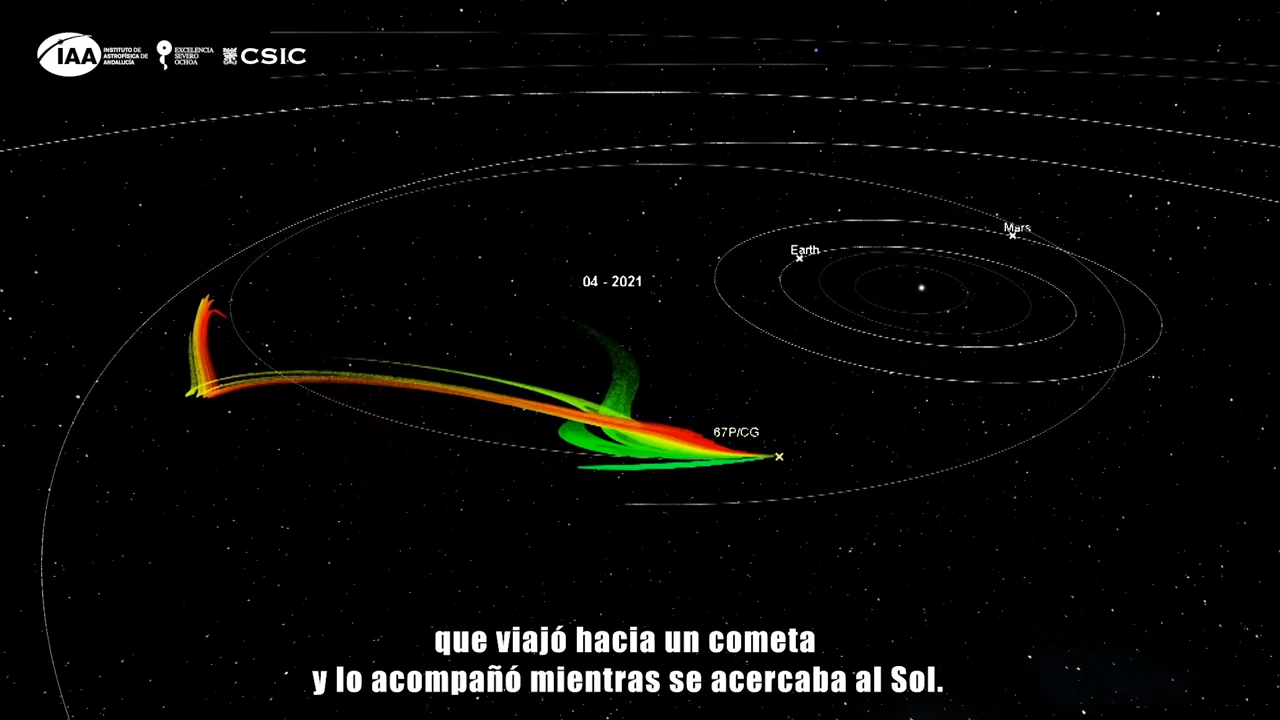 IAA
INSTITUTO DE
ASTROFÍSICA DE
ANDALUCÍA
EXCELENCIA
SEVERO
OCHOA
CSIC
Mars
Earth
04 - 2021
67P/CG
que viajó hacia un cometa
y lo acompañó mientras se acercaba al Sol.